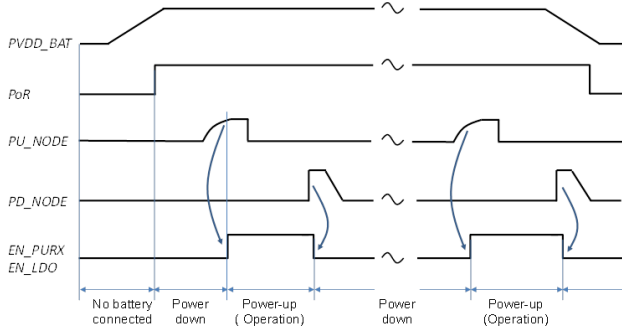 PVDD_BAT
PoR
PU_NODE
PD_NODE
EN_PURX
EN_LDO
No battery
connected
Power
down
Power-up
( Operation)
Power
down
Power-up
(Operation)